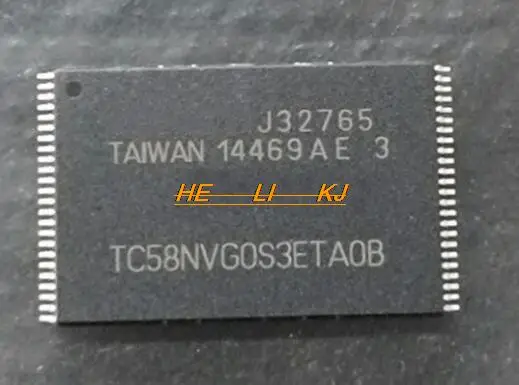 J32765
TAIWAN 14469AE 3
HE LI KJ
TC58NVG0S3ETA0B